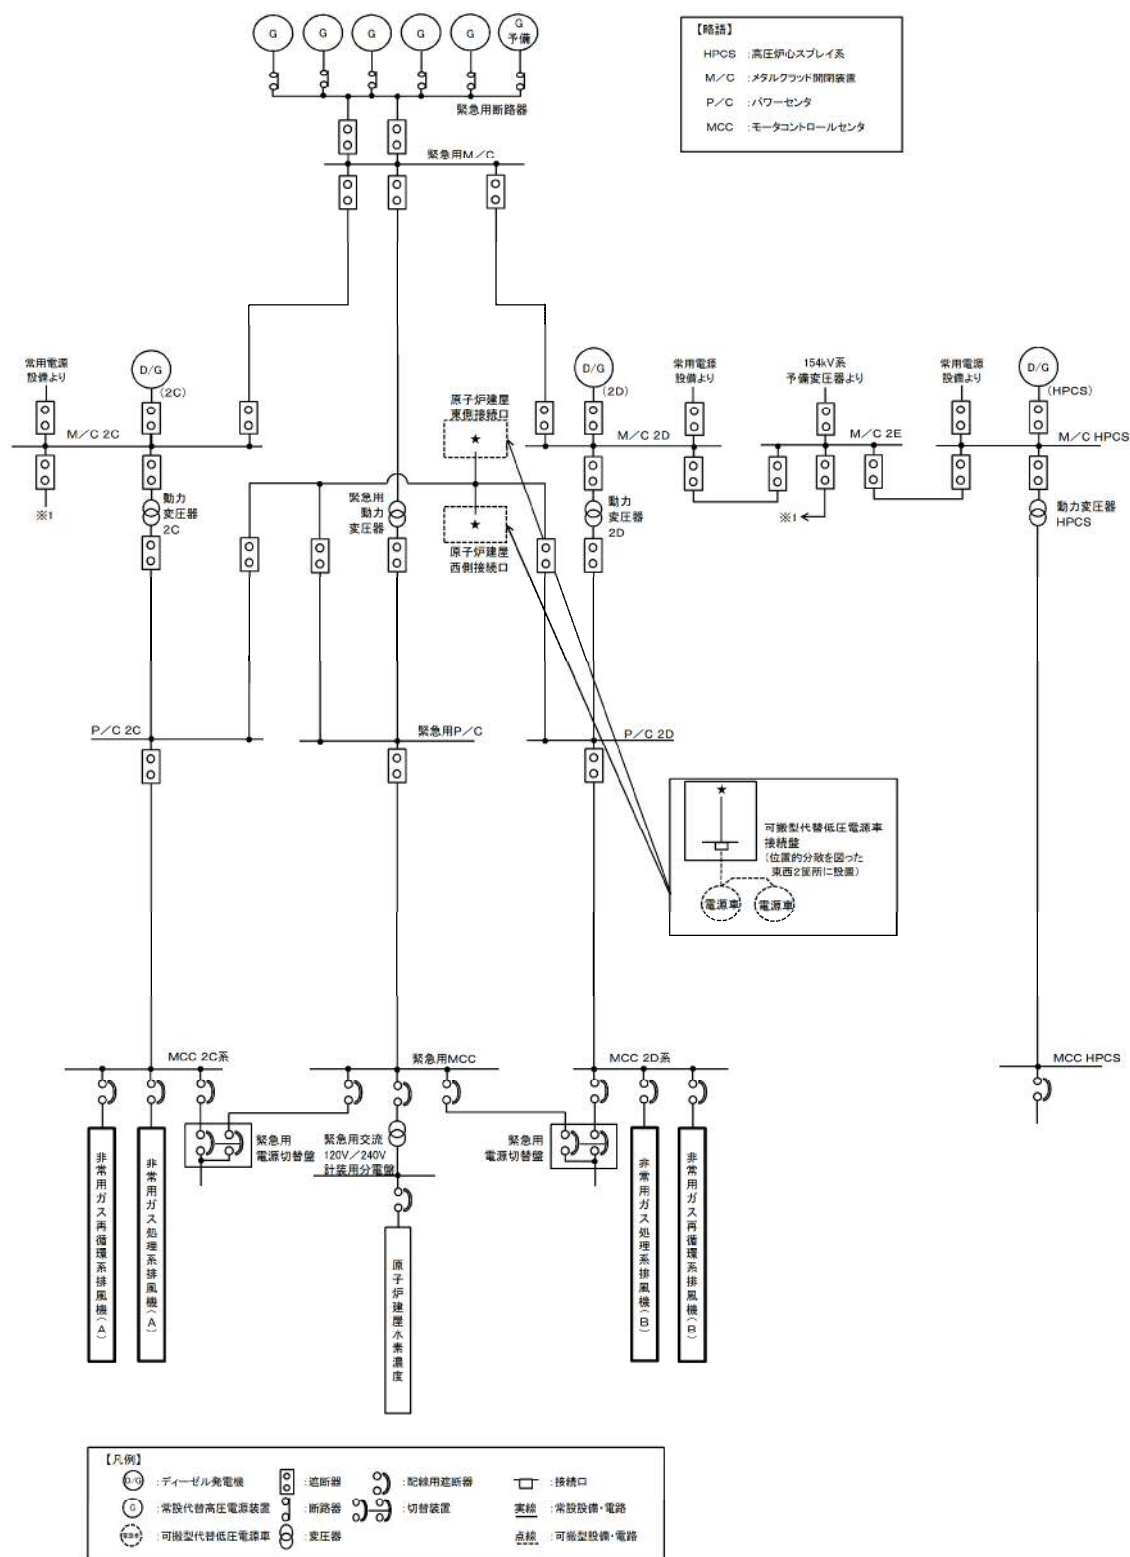 G
G
G
G
G
G
予備
緊急用断路器
【略語】
HPCS :高圧炉心スプレイ系
M/C :メタルクラッド開閉装置
P/C :パワーセンタ
MCC :モータコントロールセンタ
緊急用M/C
常用電源
設備より
D/G
(2C)
M/C 2C
※1
動力
変圧器
2C
原子炉建屋
東側接続口
★
★
原子炉建屋
西側接続口
緊急用
動力
変圧器
D/G
(2D)
M/C 2D
動力
変圧器
2D
常用電源
設備より
154kV系
予備変圧器より
M/C 2E
※1
常用電源
設備より
D/G
(HPCS)
M/C HPCS
動力変圧器
HPCS
P/C 2C
緊急用P/C
P/C 2D
★
可搬型代替低圧電源車
接続盤
(位置的分散を図った
東西2箇所に設置)
電源車
電源車
MCC 2C系
緊急用MCC
MCC 2D系
MCC HPCS
緊急用
電源切替盤
緊急用交流
120V/240V
計装用分電盤
緊急用
電源切替盤
非常用ガス再循環系排風機(A)
非常用ガス処理系排風機(A)
原子炉建屋水素濃度
非常用ガス処理系排風機(B)
非常用ガス再循環系排風機(B)
【凡例】
D/G :ディーゼル発電機
:遮断器
:配線用遮断器
:接続口
G :常設代替高圧電源装置
:断路器
:切替装置
実線 :常設設備・電路
電源車 :可搬型代替低圧電源車
:変圧器
点線 :可搬型設備・電路